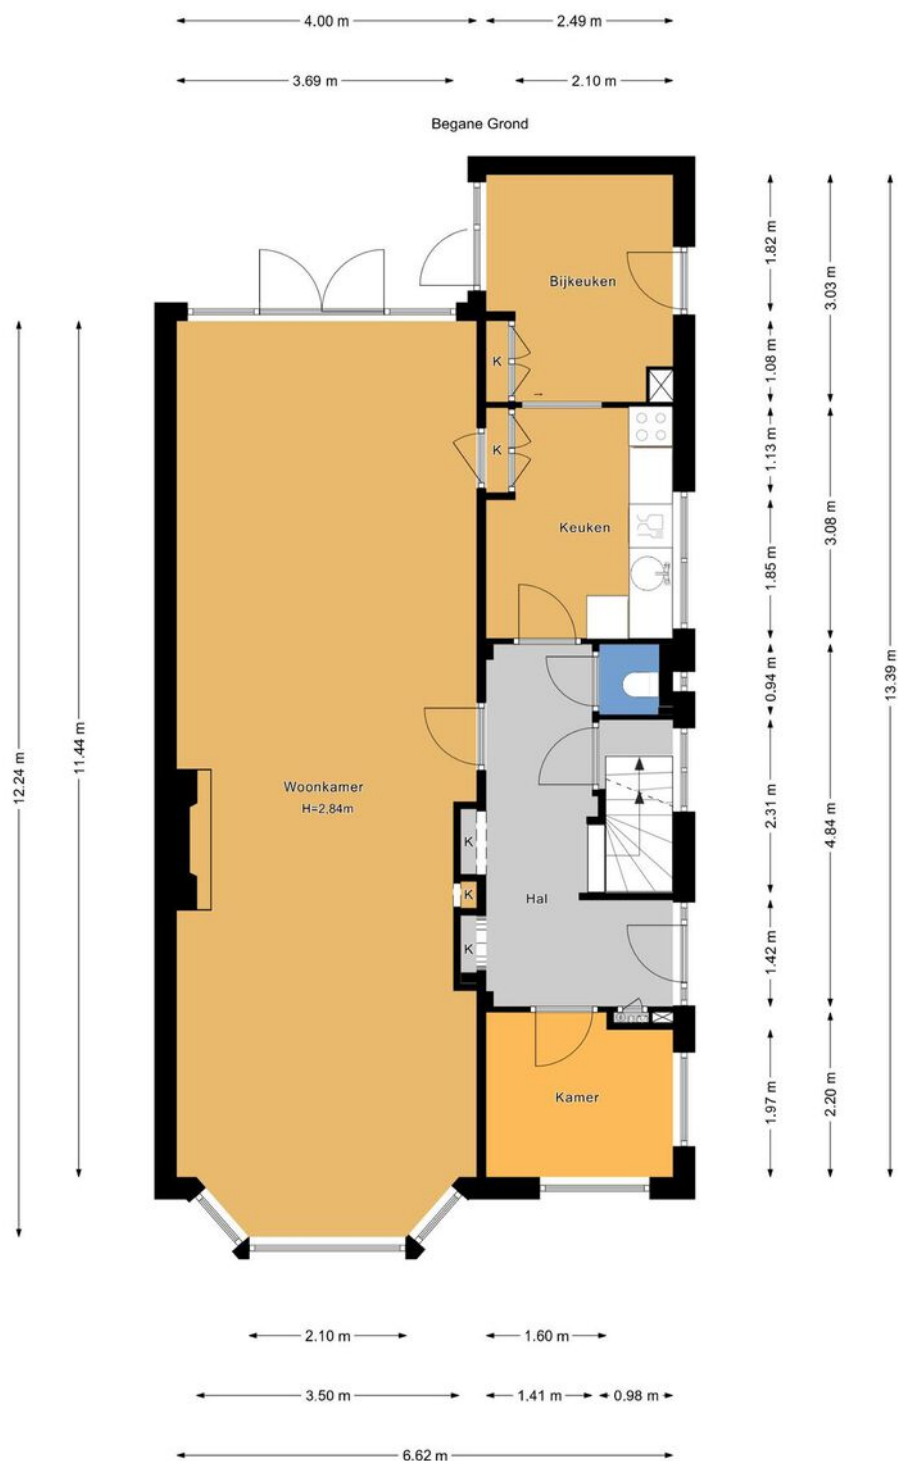 4.00 m
2.49 m
3.69 m
2.10 m
Begane Grond
Bijkeuken
1.82 m
3.03 m
K
1.08 m
K
1.13 m
Keuken
3.08 m
1.85 m
0.94 m
13.39 m
12.24 m
11.44 m
Woonkamer
H=2,84m
2.31 m
4.84 m
K
K
Hal
K
1.42 m
Kamer
1.97 m
2.20 m
2.10 m
1.60 m
3.50 m
1.41 m
0.98 m
6.62 m